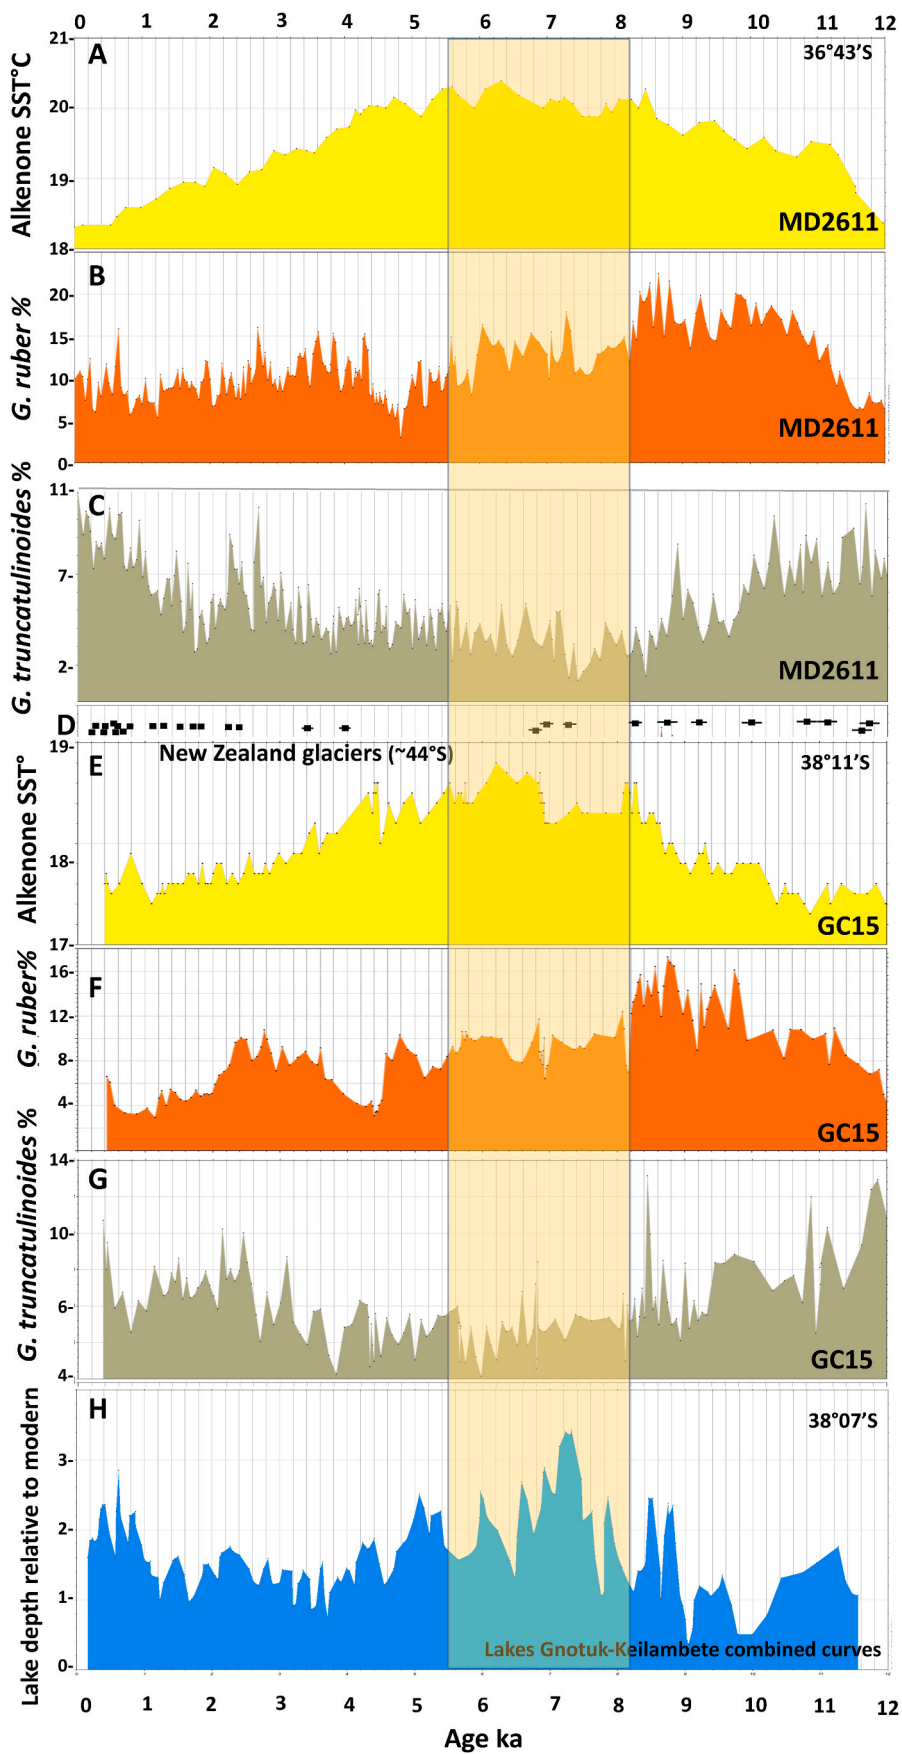 0 1 2 3 4 5 6 7 8 9 10 11 12
A
36°43'S
Alkenone SST°C
21-
20-
19-
18-
MD2611
B
G. ruber %
20-
15-
10-
5-
0-
MD2611
C
G. truncatulinoides %
11-
7-
2-
MD2611
D
New Zealand glaciers (~44°S)
E
38°11'S
Alkenone SST°
19-
18-
17-
GC15
F
G. ruber%
16-
12-
8-
4-
GC15
G
G. truncatulinoides %
14-
10-
6-
4-
GC15
H
38°07'S
Lake depth relative to modern
3-
2-
1-
0-
Lakes Gnotuk-Keilambete combined curves
0 1 2 3 4 5 6 7 8 9 10 11 12
Age ka